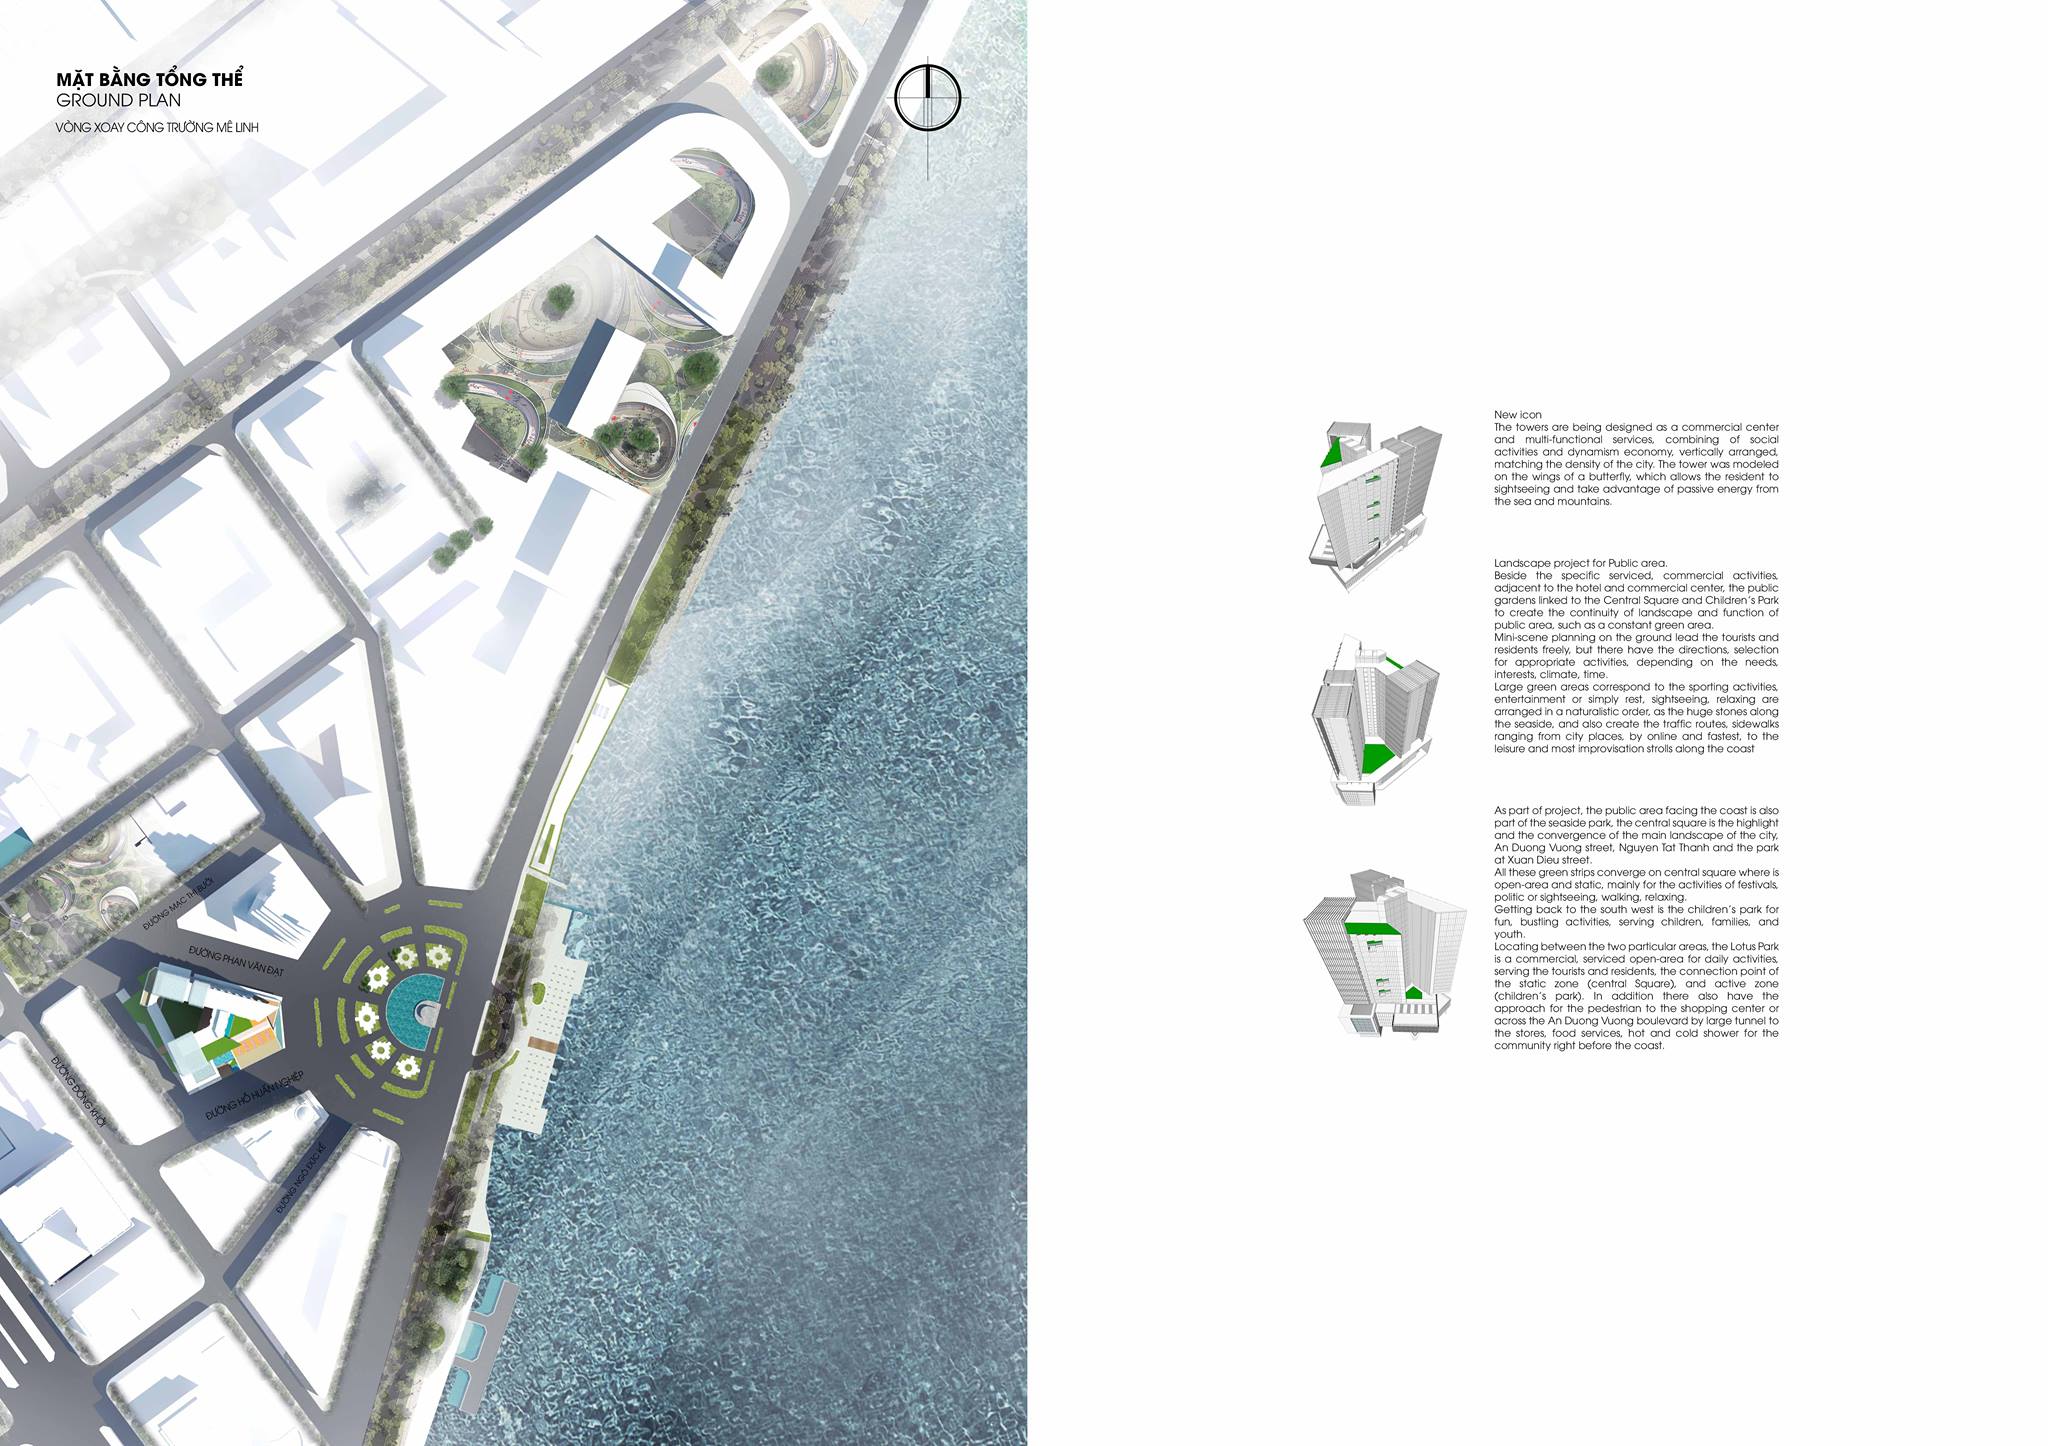 MẶT BẰNG TỔNG THỂ
GROUND PLAN
VÒNG XOAY CÔNG TRƯỜNG MÊ LINH
ĐƯỜNG MẠC THỊ BƯỞI
ĐƯỜNG PHAN VĂN ĐẠT
ĐƯỜNG ĐỒNG KHỞI
ĐƯỜNG HỒ HUẤN NGHIỆP
ĐƯỜNG NGÔ ĐỨC KẾ
New icon
The towers are being designed as a commercial center
and multi-functional services, combining of social
activities and dynamism economy, vertically arranged,
matching the density of the city. The tower was modeled
on the wings of a butterfly, which allows the resident to
sightseeing and take advantage of passive energy from
the sea and mountains.
Landscape project for Public area.
Beside the specific serviced, commercial activities,
adjacent to the hotel and commercial center, the public
gardens linked to the Central Square and Children's Park
to create the continuity of landscape and function of
public area, such as a constant green area.
Mini-scene planning on the ground lead the tourists and
residents freely, but there have the directions, selection
for appropriate activities, depending on the needs,
interests, climate, time.
Large green areas correspond to the sporting activities,
entertainment or simply rest, sightseeing, relaxing are
arranged in a naturalistic order, as the huge stones along
the seaside, and also create the traffic routes, sidewalks
ranging from city places, by online and fastest, to the
leisure and most improvisation strolls along the coast
As part of project, the public area facing the coast is also
part of the seaside park, the central square is the highlight
and the convergence of the main landscape of the city,
An Duong Vuong street, Nguyen Tat Thanh and the park
at Xuan Dieu street.
All these green strips converge on central square where is
open-area and static, mainly for the activities of festivals,
politic or sightseeing, walking, relaxing.
Getting back to the south west is the children's park for
fun, bustling activities, serving children, families, and
youth.
Locating between the two particular areas, the Lotus Park
is a commercial, serviced open-area for daily activities,
serving the tourists and residents, the connection point of
the static zone (central Square), and active zone
(children's park). In addition there also have the
approach for the pedestrian to the shopping center or
across the An Duong Vuong boulevard by large tunnel to
the stores, food services, hot and cold shower for the
community right before the coast.